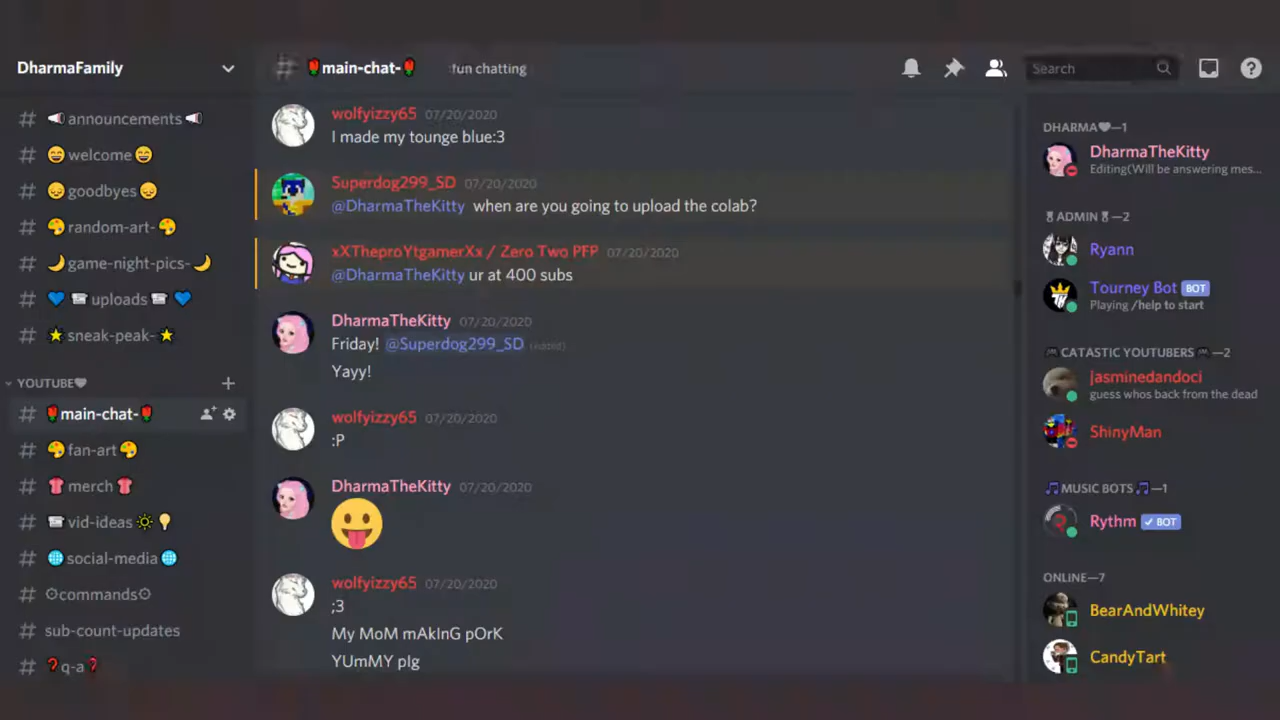 DharmaFamily
# 📢announcements📢
# 😄welcome😄
# 😞goodbyes😞
# 🎨random-art-🎨
# 🌙game-night-pics-🌙
# 💙📨uploads📨💙
# ⭐sneak-peak-⭐
YOUTUBE♥ +
# 🌹main-chat-🌹
# 🎨fan-art🎨
# 👚merch👚
# 📨vid-ideas🔅💡
# 🌐social-media🌐
# ⚙commands⚙
sub-count-updates
# ❓q-a❓
# 🌹main-chat-🌹 fun chatting
wolfyizzy65 07/20/2020
I made my tounge blue:3
Superdog299_SD 07/20/2020
@DharmaTheKitty when are you going to upload the colab?
xXTheproYtgamerXx / Zero Two PFP 07/20/2020
@DharmaTheKitty ur at 400 subs
DharmaTheKitty 07/20/2020
Friday! @Superdog299_SD (edited)
Yayy!
wolfyizzy65 07/20/2020
:P
DharmaTheKitty 07/20/2020
😛
wolfyizzy65 07/20/2020
;3
My MoM mAkInG pOrK
YUmMY pIg
Search
DHARMA♥—1
DharmaTheKitty
Editing(Will be answering mes...
🎖ADMIN🎖—2
Ryann
Tourney Bot BOT
Playing /help to start
🎮CATASTIC YOUTUBERS🎮—2
jasminedandoci
guess whos back from the dead
ShinyMan
🎵MUSIC BOTS🎵—1
Rythm ✓ BOT
ONLINE—7
BearAndWhitey
CandyTart